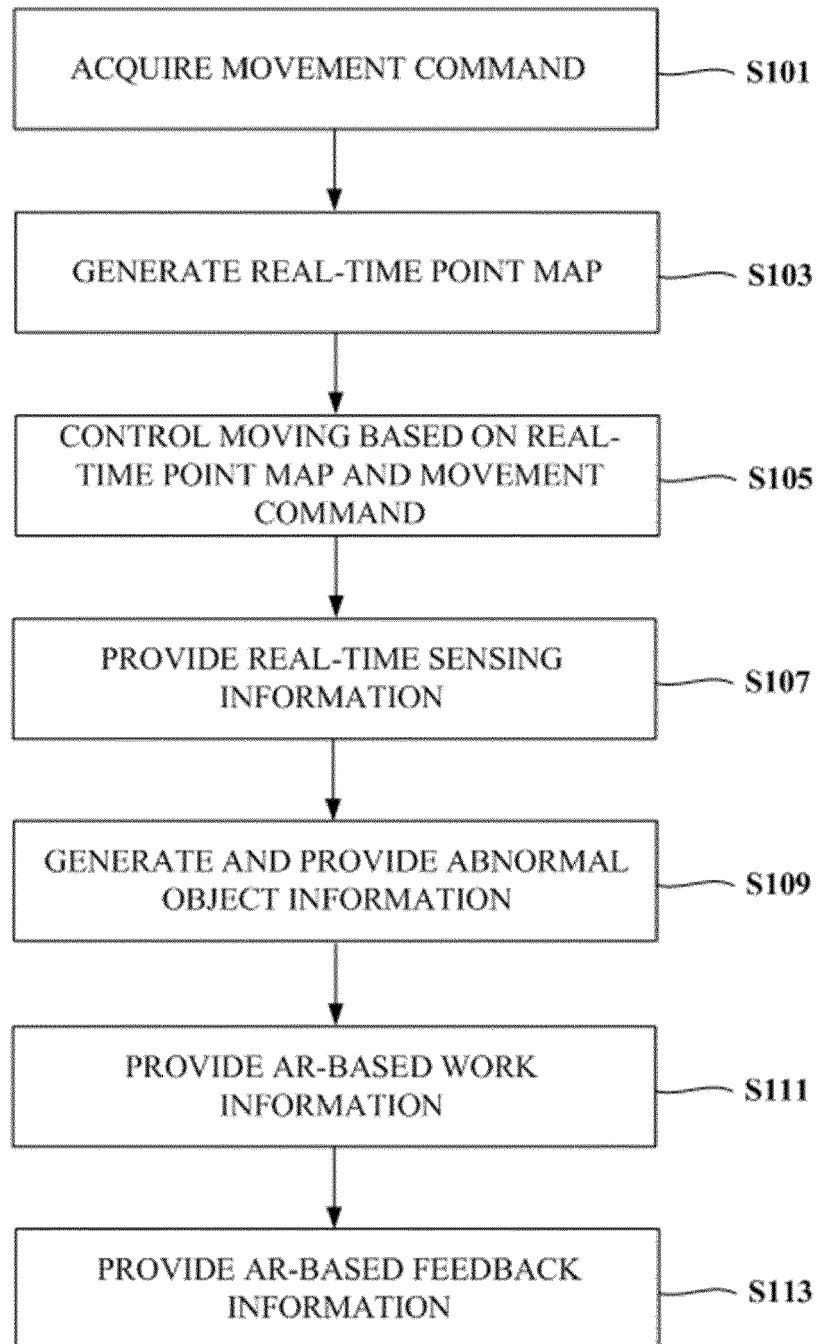 ACQUIRE MOVEMENT COMMAND
S101
GENERATE REAL-TIME POINT MAP
S103
CONTROL MOVING BASED ON REAL-
TIME POINT MAP AND MOVEMENT
COMMAND
S105
PROVIDE REAL-TIME SENSING
INFORMATION
S107
GENERATE AND PROVIDE ABNORMAL
OBJECT INFORMATION
S109
PROVIDE AR-BASED WORK
INFORMATION
S111
PROVIDE AR-BASED FEEDBACK
INFORMATION
S113